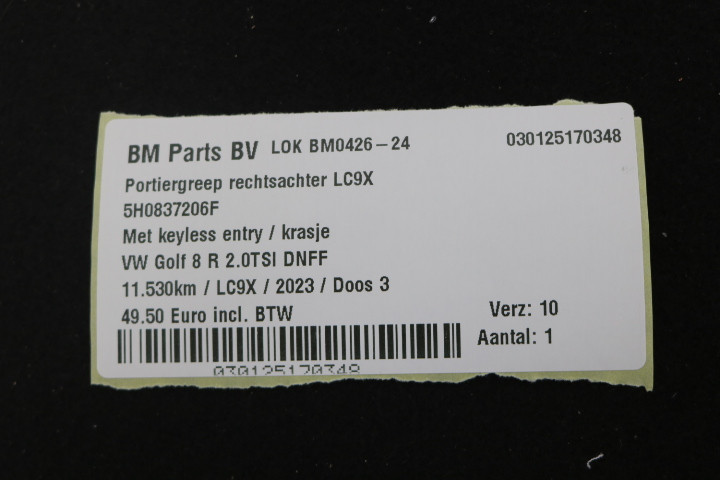 BM Parts BV LOK BM0426-24 030125170348
Portiergreep rechtsachter LC9X
5H0837206F
Met keyless entry / krasje
VW Golf 8 R 2.0TSI DNFF
11.530km / LC9X / 2023 / Doos 3
49.50 Euro incl. BTW Verz: 10
Aantal: 1
030125170348